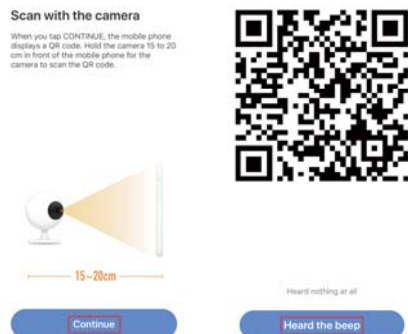 Scan with the camera
When you tap CONTINUE, the mobile phone
displays a QR code. Hold the camera 15 to 20
cm in front of the mobile phone for the
camera to scan the QR code.
15~20cm
Continue
Heard nothing at all
Heard the beep